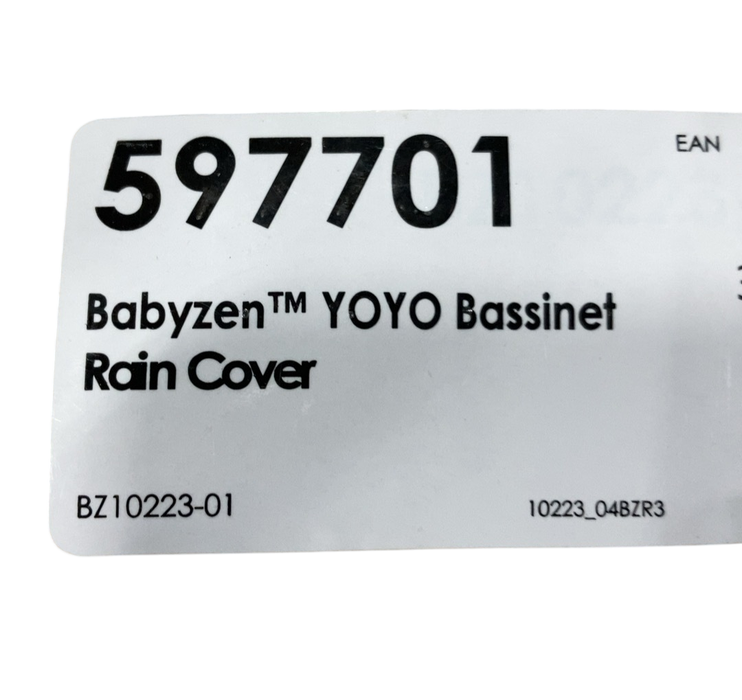 597701
EAN
Babyzen™ YOYO Bassinet
Rain Cover
BZ10223-01
10223_04BZR3